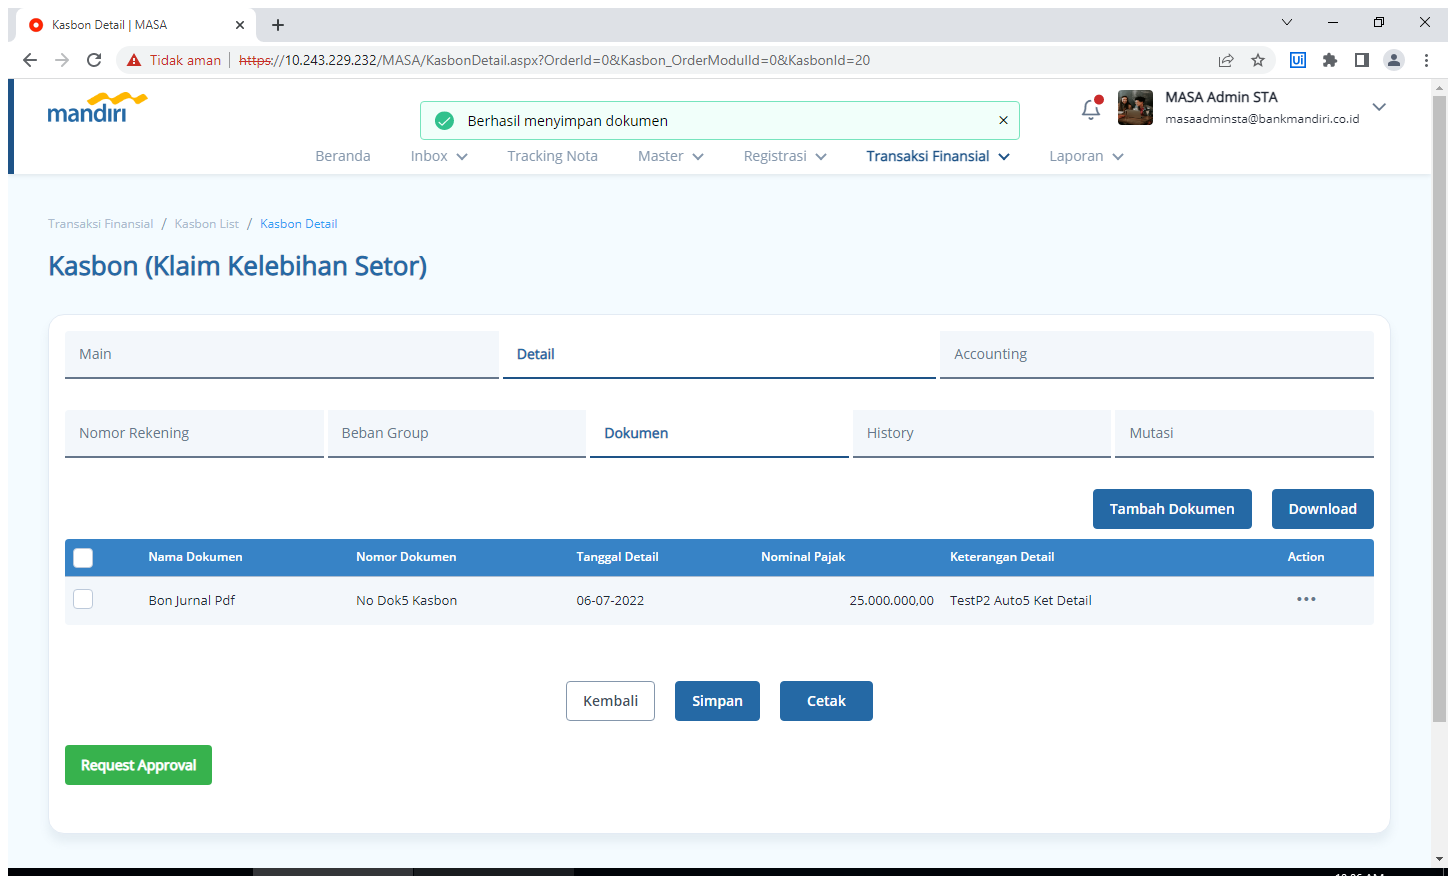 Kasbon Detail | MASA
Tidak aman | https://10.243.229.232/MASA/KasbonDetail.aspx?OrderId=0&Kasbon_OrderModulId=0&KasbonId=20
mandiri
Berhasil menyimpan dokumen
MASA Admin STA
masaadminsta@bankmandiri.co.id
Beranda Inbox Tracking Nota Master Registrasi Transaksi Finansial Laporan
Transaksi Finansial / Kasbon List / Kasbon Detail
Kasbon (Klaim Kelebihan Setor)
Main Detail Accounting
Nomor Rekening Beban Group Dokumen History Mutasi
Tambah Dokumen Download
Nama Dokumen Nomor Dokumen Tanggal Detail Nominal Pajak Keterangan Detail Action
Bon Jurnal Pdf No Dok5 Kasbon 06-07-2022 25.000.000,00 TestP2 Auto5 Ket Detail
Kembali Simpan Cetak
Request Approval